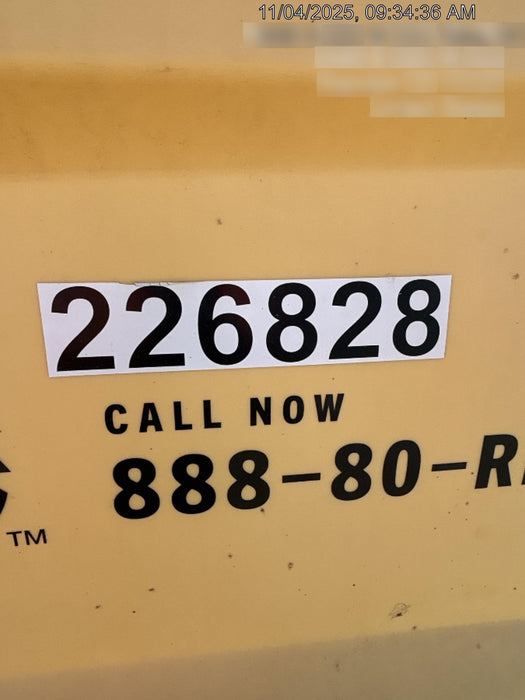 11/04/2025, 09:34:36 AM
226828
CALL NOW
888-80-R
TM